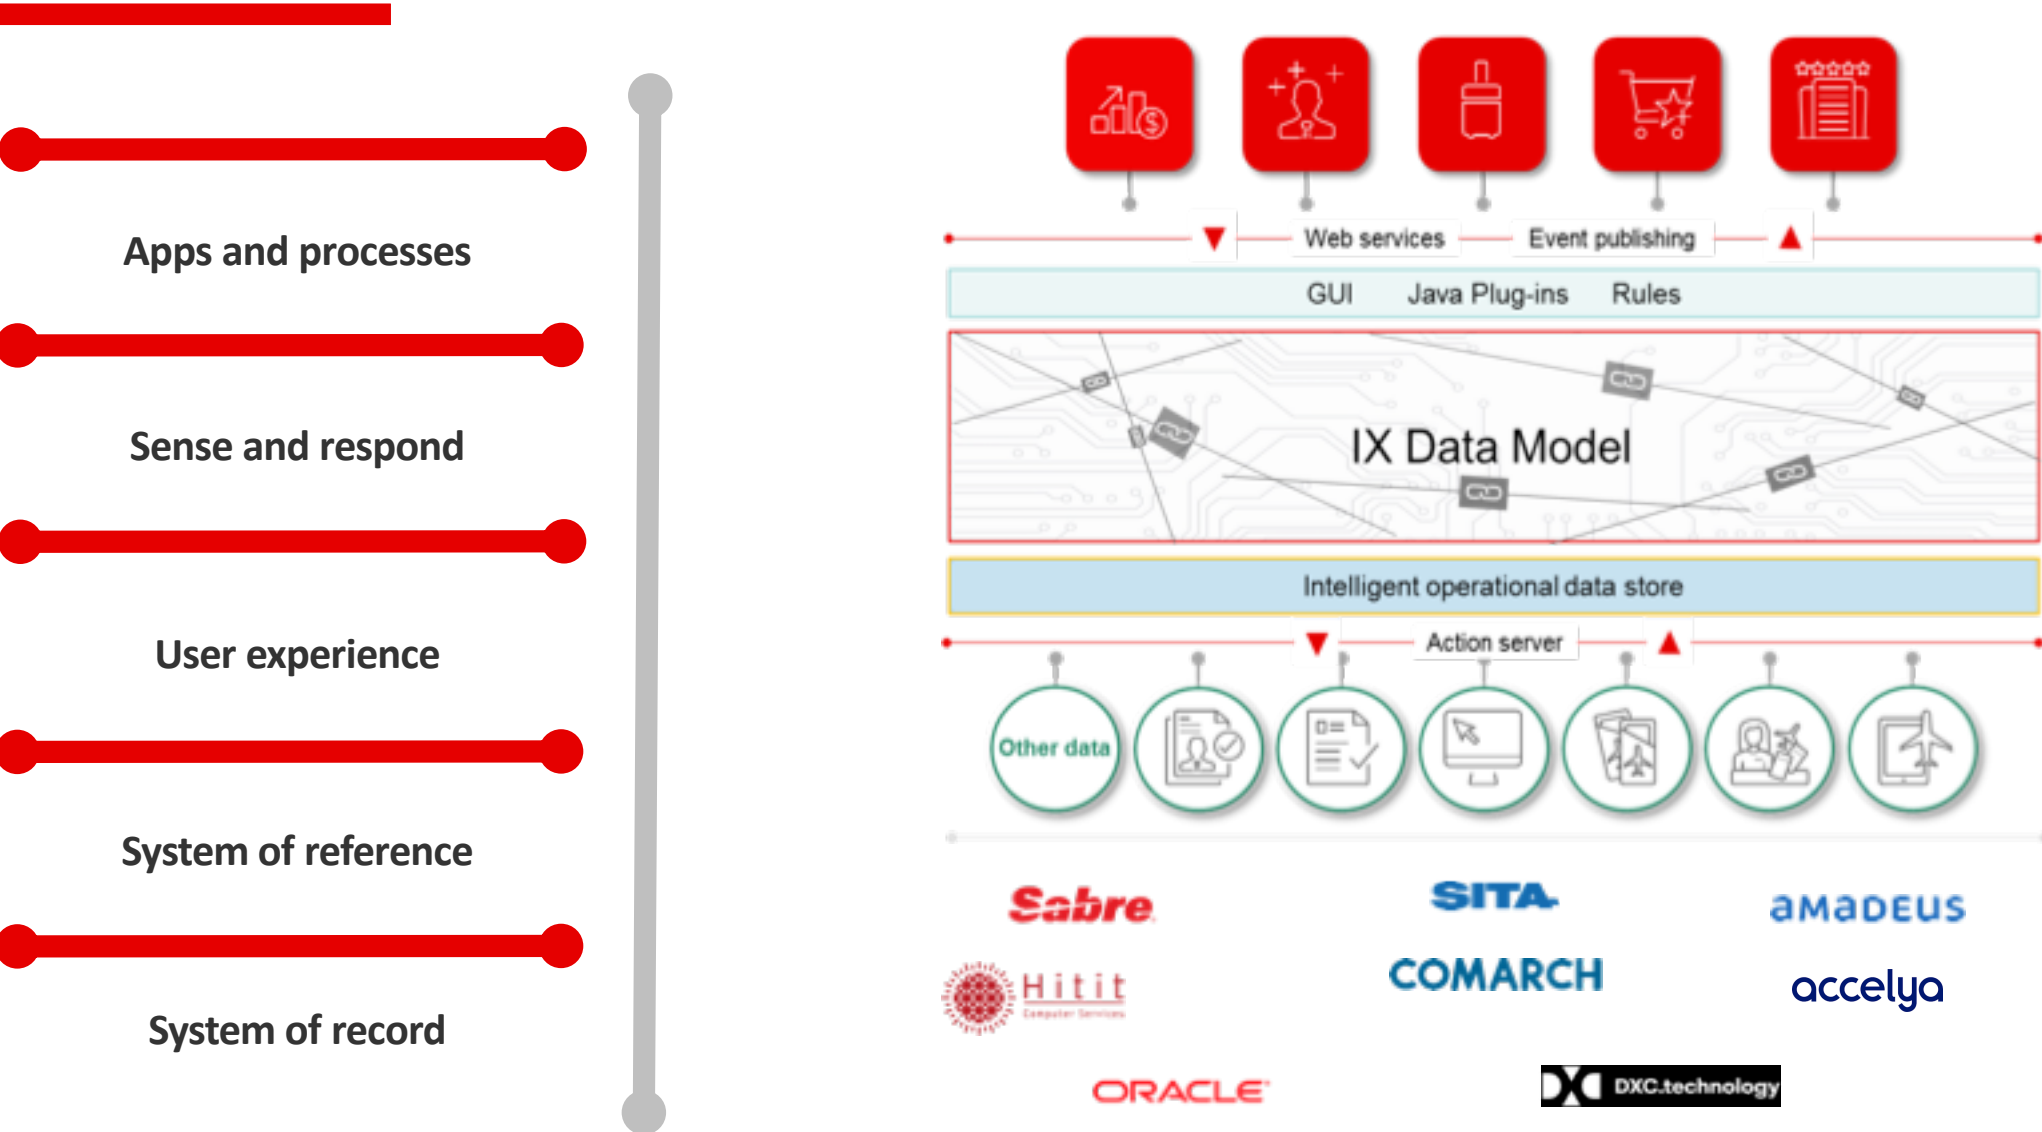 Apps and processes
Sense and respond
User experience
System of reference
System of record
Web services
Event publishing
GUI Java Plug-ins Rules
IX Data Model
Intelligent operational data store
Action server
Other data
Sabre
SITA
amadeus
Hitit
Computer Services
COMARCH
accelya
ORACLE
DXC.technology